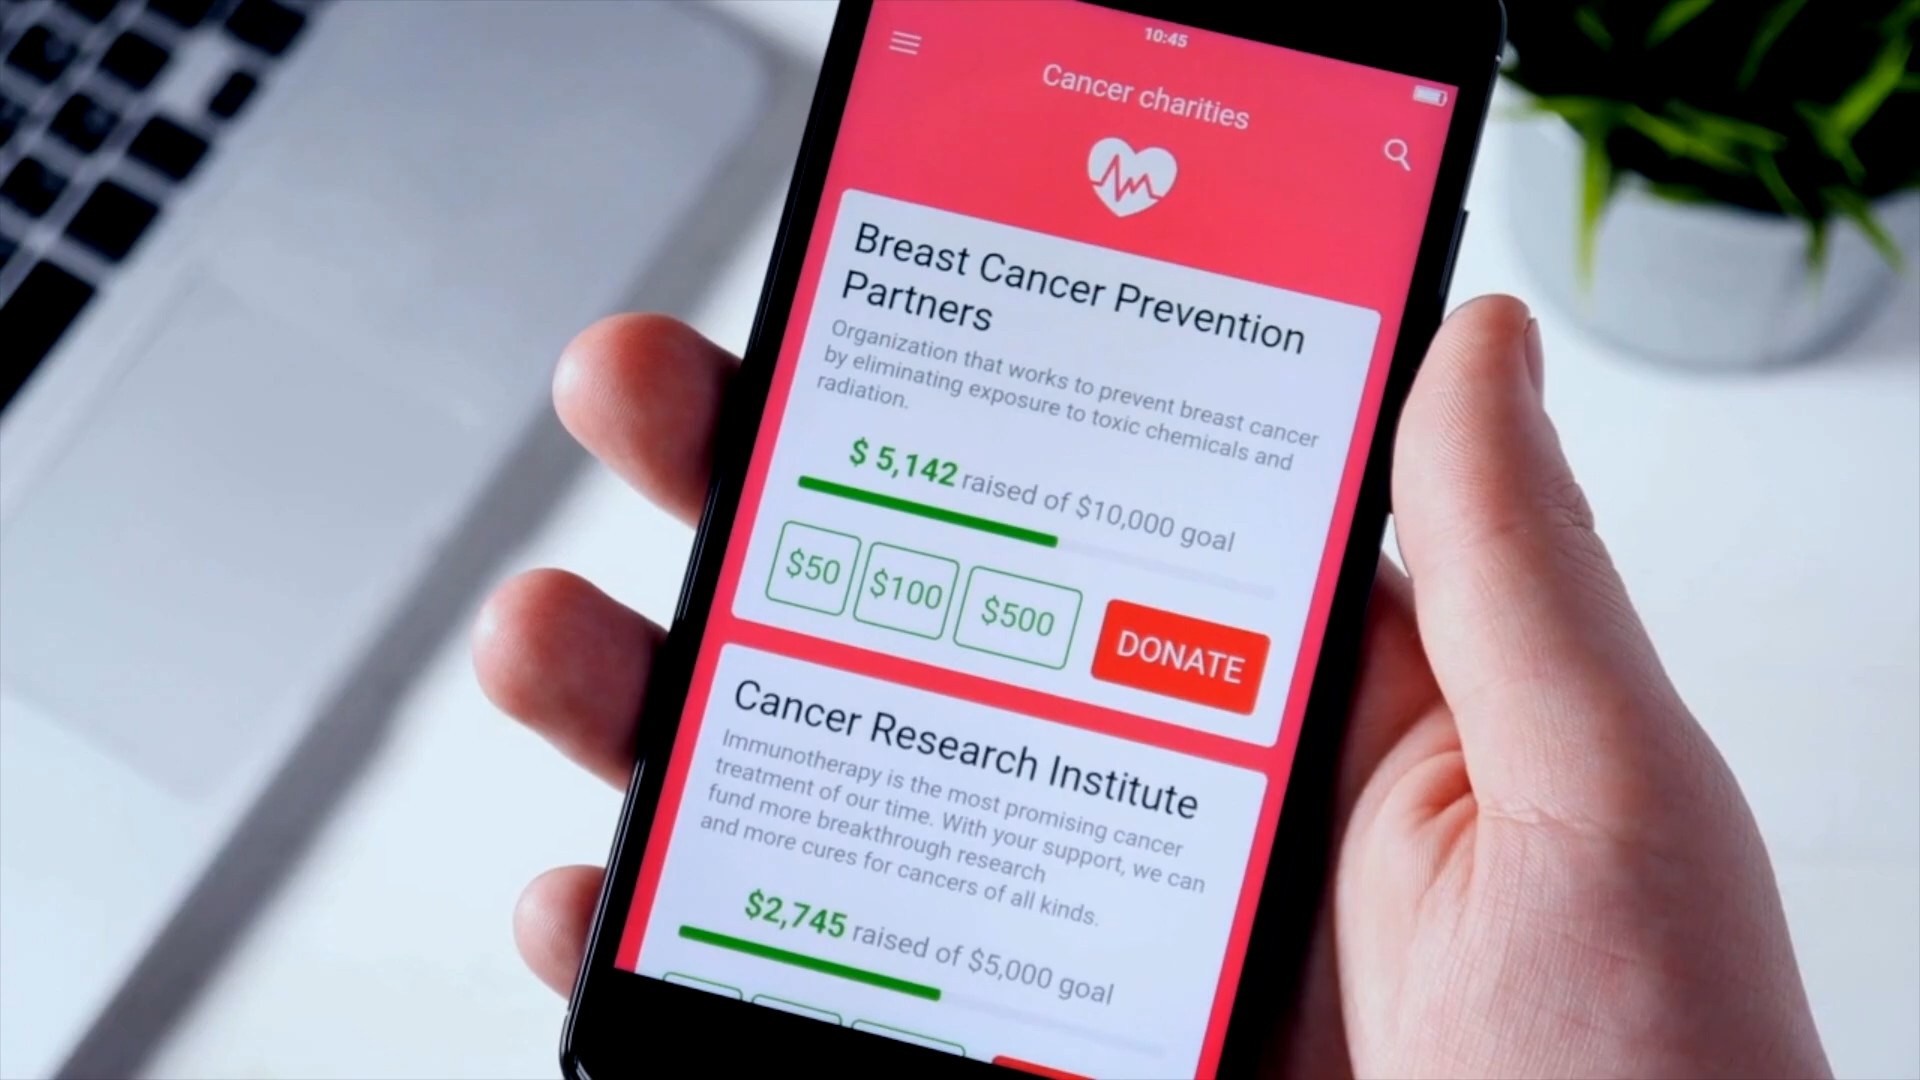 10:45
Cancer charities
Breast Cancer Prevention
Partners
Organization that works to prevent breast cancer
by eliminating exposure to toxic chemicals and
radiation.
$ 5,142 raised of $10,000 goal
$50 $100 $500 DONATE
Cancer Research Institute
Immunotherapy is the most promising cancer
treatment of our time. With your support, we can
fund more breakthrough research
and more cures for cancers of all kinds.
$2,745 raised of $5,000 goal